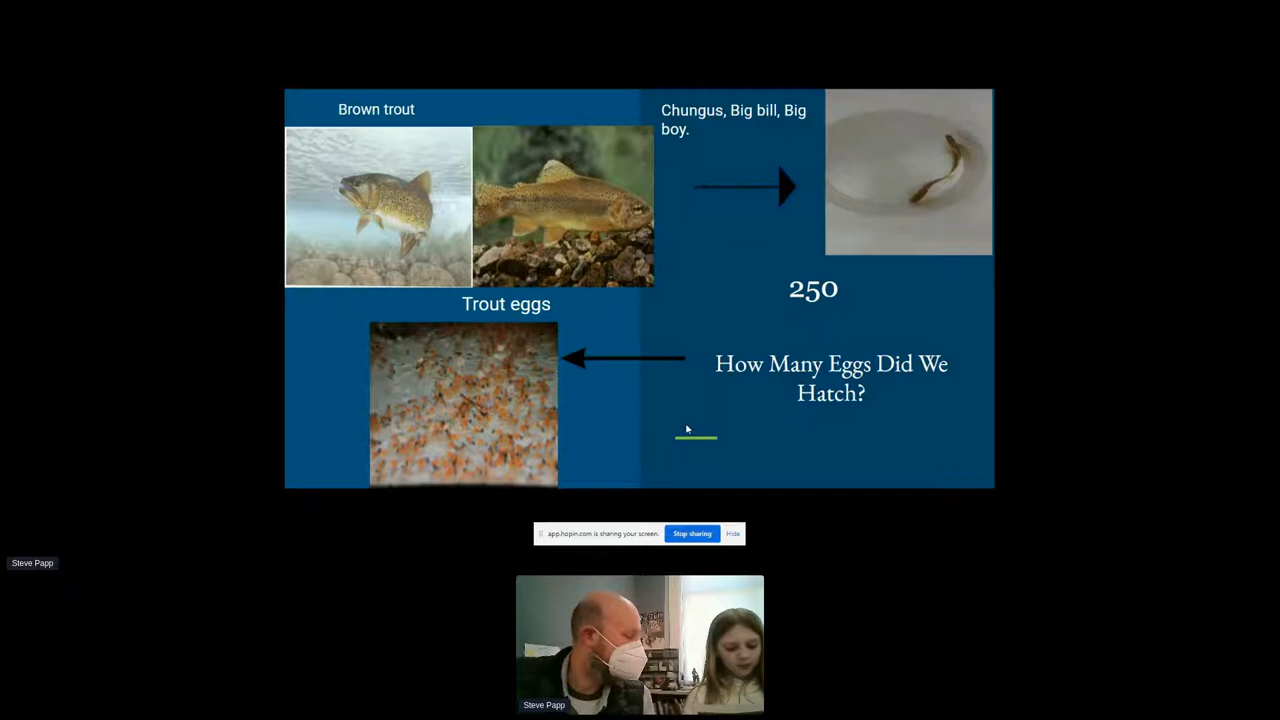 Brown trout
Chungus, Big bill, Big
boy.
250
Trout eggs
How Many Eggs Did We
Hatch?
app.hopin.com is sharing your screen.
Stop sharing
Hide
Steve Papp
Steve Papp